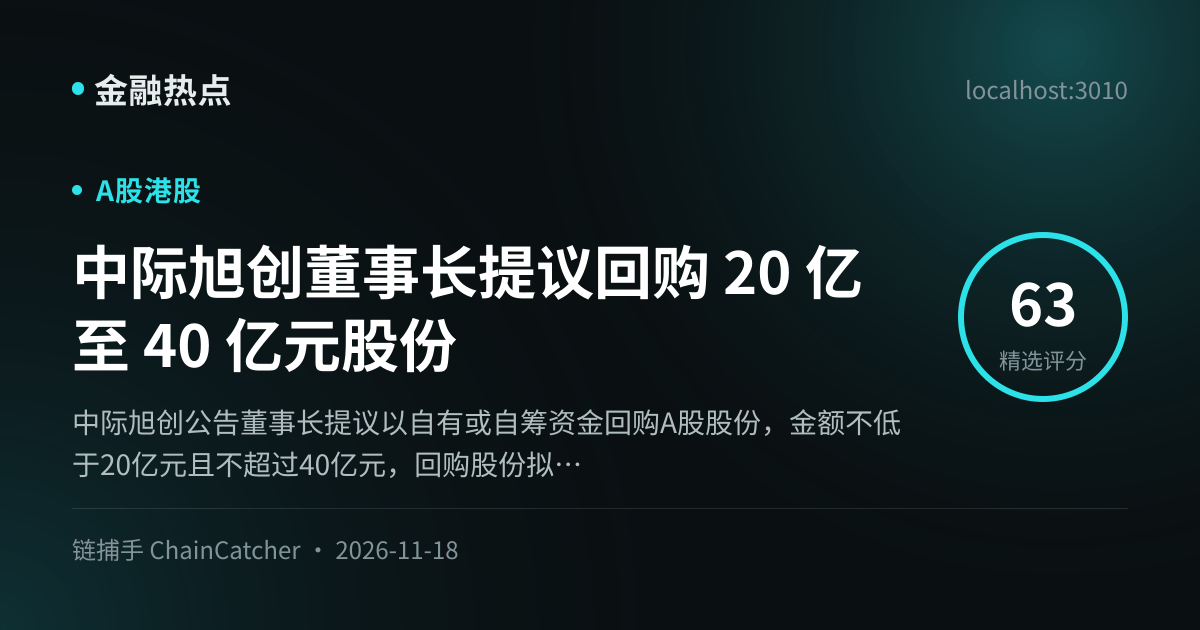 金融热点
localhost:3010
A股港股
中际旭创董事长提议回购 20 亿
至 40 亿元股份
63
精选评分
中际旭创公告董事长提议以自有或自筹资金回购A股股份，金额不低
于20亿元且不超过40亿元，回购股份拟…
链捕手 ChainCatcher · 2026-11-18